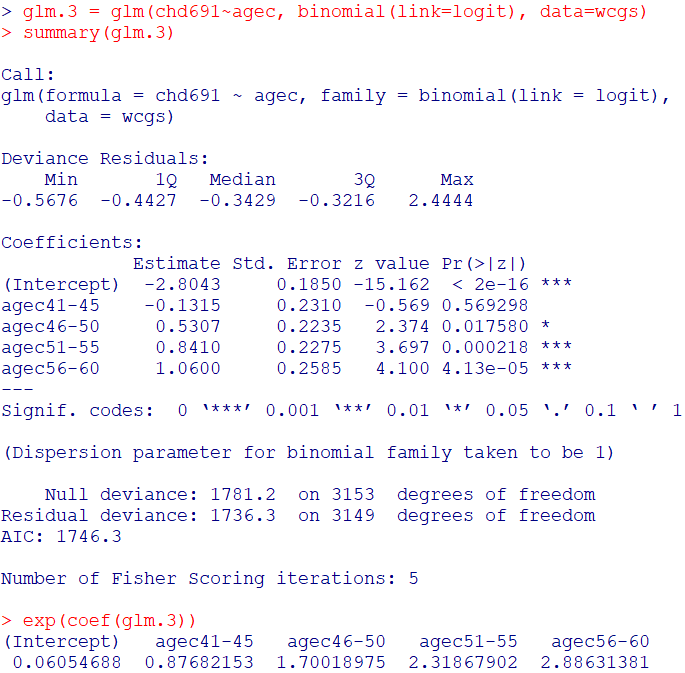 > glm.3 = glm(chd691~agec, binomial(link=logit), data=wcgs)
> summary(glm.3)
Call:
glm(formula = chd691 ~ agec, family = binomial(link = logit),
    data = wcgs)
Deviance Residuals:
    Min       1Q   Median       3Q      Max
-0.5676  -0.4427  -0.3429  -0.3216   2.4444
Coefficients:
            Estimate Std. Error z value Pr(>|z|)
(Intercept)  -2.8043     0.1850 -15.162  < 2e-16 ***
agec41-45    -0.1315     0.2310  -0.569 0.569298
agec46-50     0.5307     0.2235   2.374 0.017580 *
agec51-55     0.8410     0.2275   3.697 0.000218 ***
agec56-60     1.0600     0.2585   4.100 4.13e-05 ***
---
Signif. codes:  0 ‘***’ 0.001 ‘**’ 0.01 ‘*’ 0.05 ‘.’ 0.1 ‘ ’ 1
(Dispersion parameter for binomial family taken to be 1)
    Null deviance: 1781.2  on 3153  degrees of freedom
Residual deviance: 1736.3  on 3149  degrees of freedom
AIC: 1746.3
Number of Fisher Scoring iterations: 5
> exp(coef(glm.3))
(Intercept)   agec41-45   agec46-50   agec51-55   agec56-60
 0.06054688  0.87682153  1.70018975  2.31867902  2.88631381